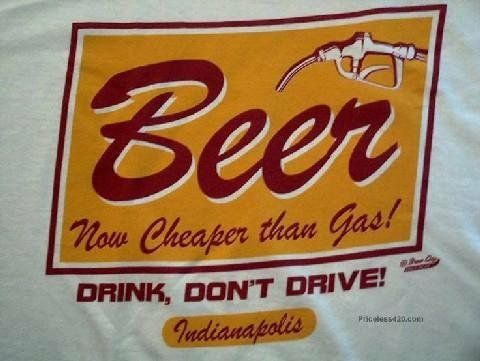 Beer
Now Cheaper than Gas!
DRINK, DON'T DRIVE!
Indianapolis
Priceless420.com